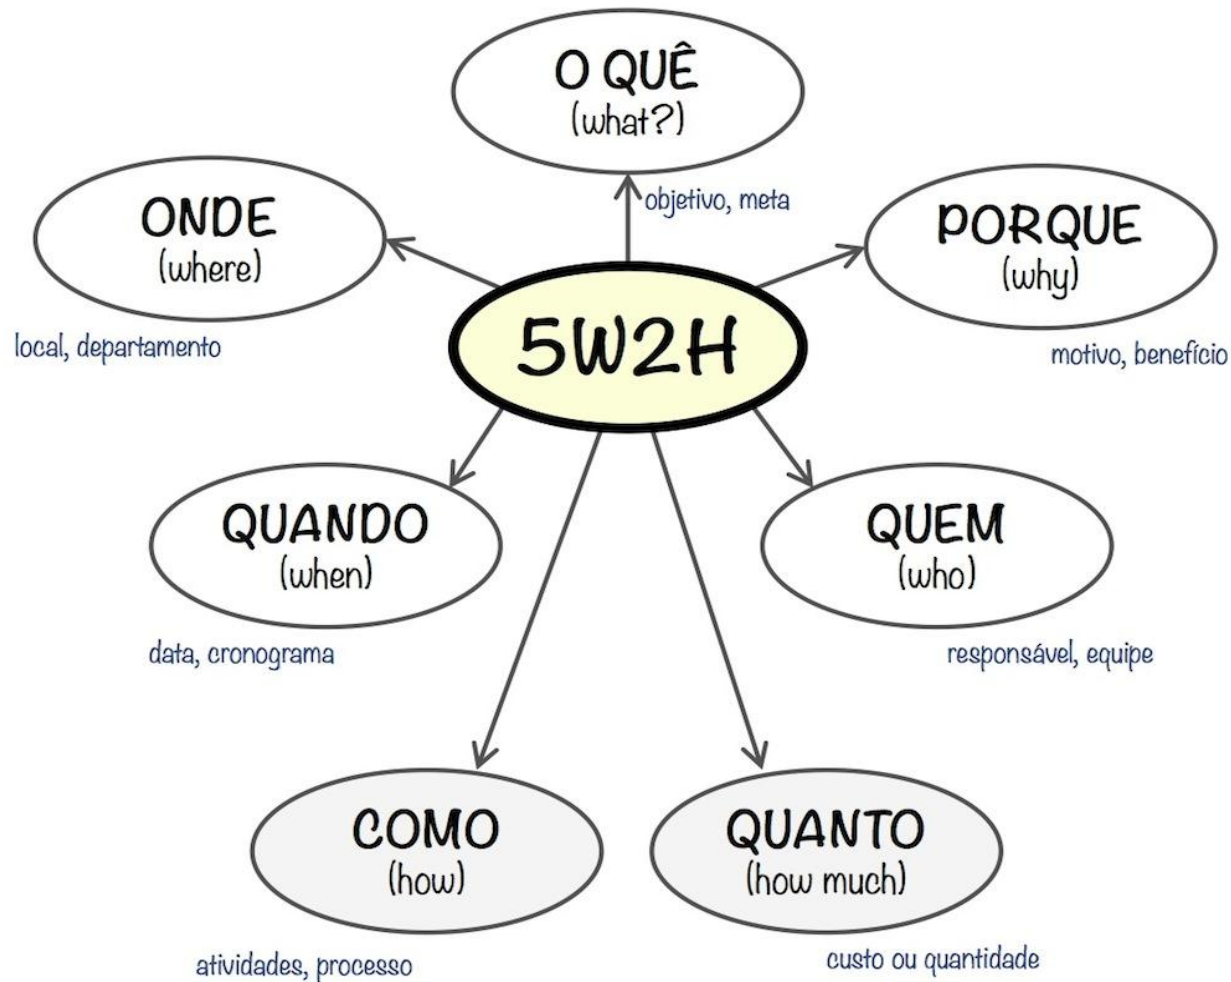 O QUÊ
(what?)
objetivo, meta
ONDE
(where)
local, departamento
PORQUE
(why)
motivo, benefício
5W2H
QUANDO
(when)
data, cronograma
QUEM
(who)
responsável, equipe
COMO
(how)
atividades, processo
QUANTO
(how much)
custo ou quantidade